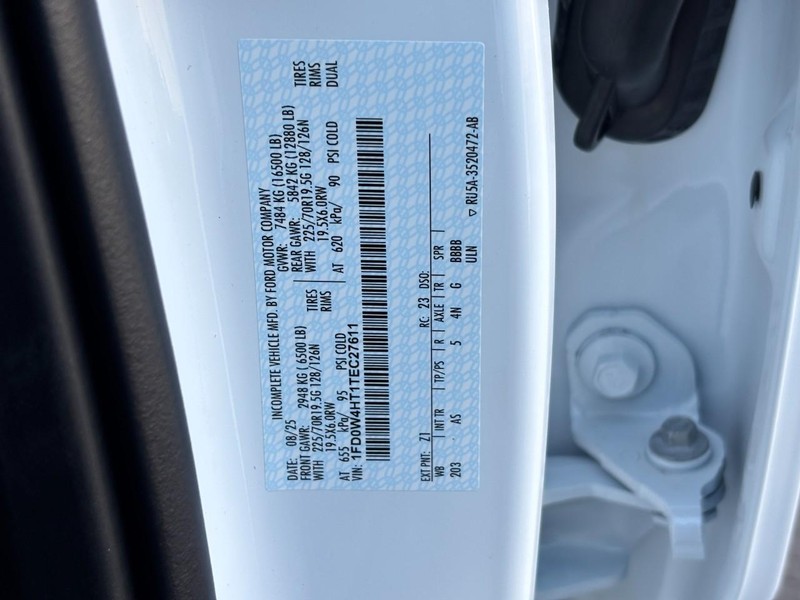 INCOMPLETE VEHICLE MFD. BY FORD MOTOR COMPANY
DATE: 08/25 GVWR: 7484 KG (16500 LB)
FRONT GAWR: 2948 KG ( 6500 LB) REAR GAWR: 5842 KG (12880 LB)
WITH 225/70R19.5G 128/126N TIRES WITH 225/70R19.5G 128/126N TIRES
19.5X6.0RW RIMS 19.5X6.0RW RIMS
AT 655 kPa/ 95 PSI COLD AT 620 kPa/ 90 PSI COLD DUAL
VIN: 1FD0W4HT1TEC27611
EXT PNT: Z1 RC: 23 DSO:
WB INT TR TP/PS R AXLE TR SPR
203 AS 5 4N G BBBB
ULN
▽ RU5A-3520472-AB